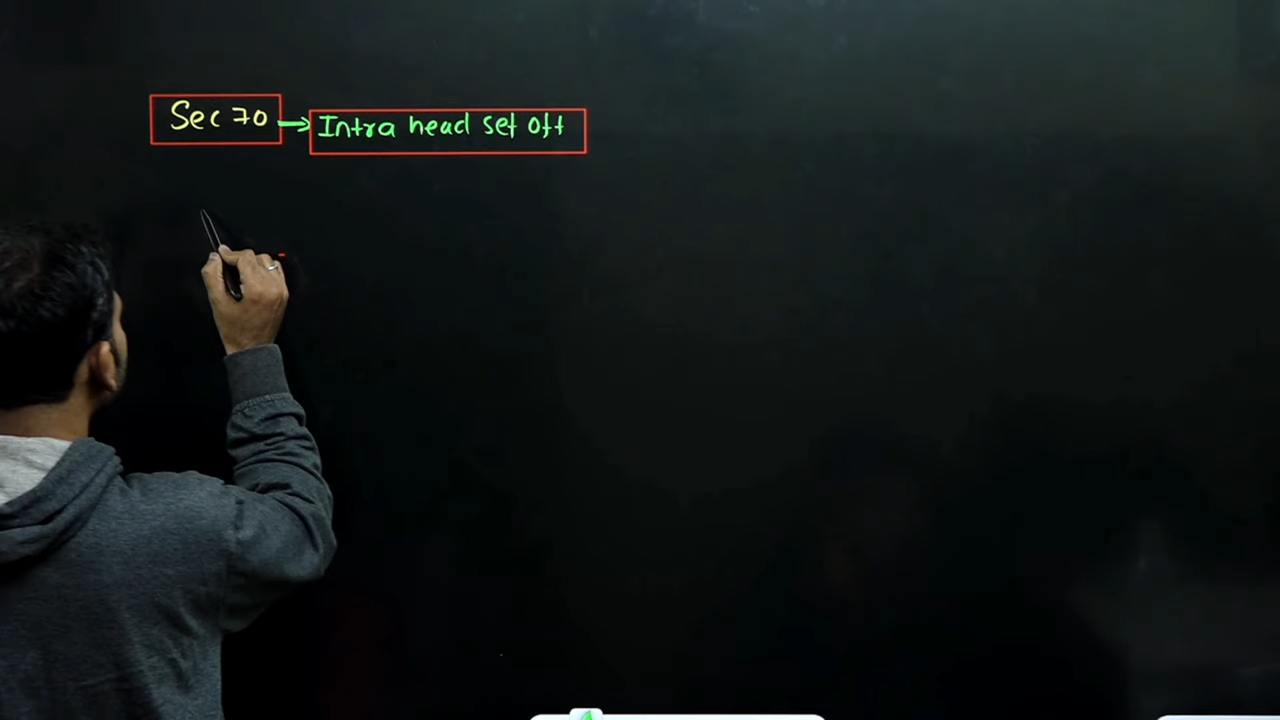 Sec 70 → Intra head set off